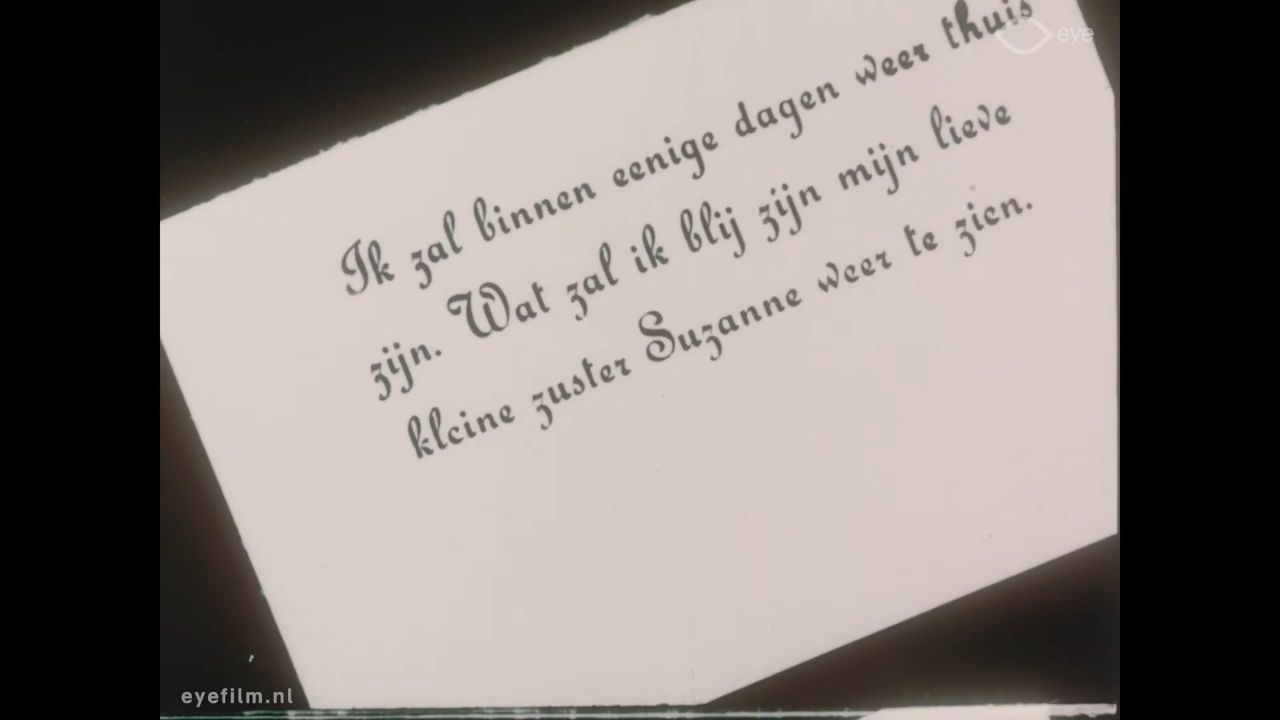 eye
Ik zal binnen eenige dagen weer thuis
zijn. Wat zal ik blij zijn mijn lieve
kleine zuster Suzanne weer te zien.
eyefilm.nl